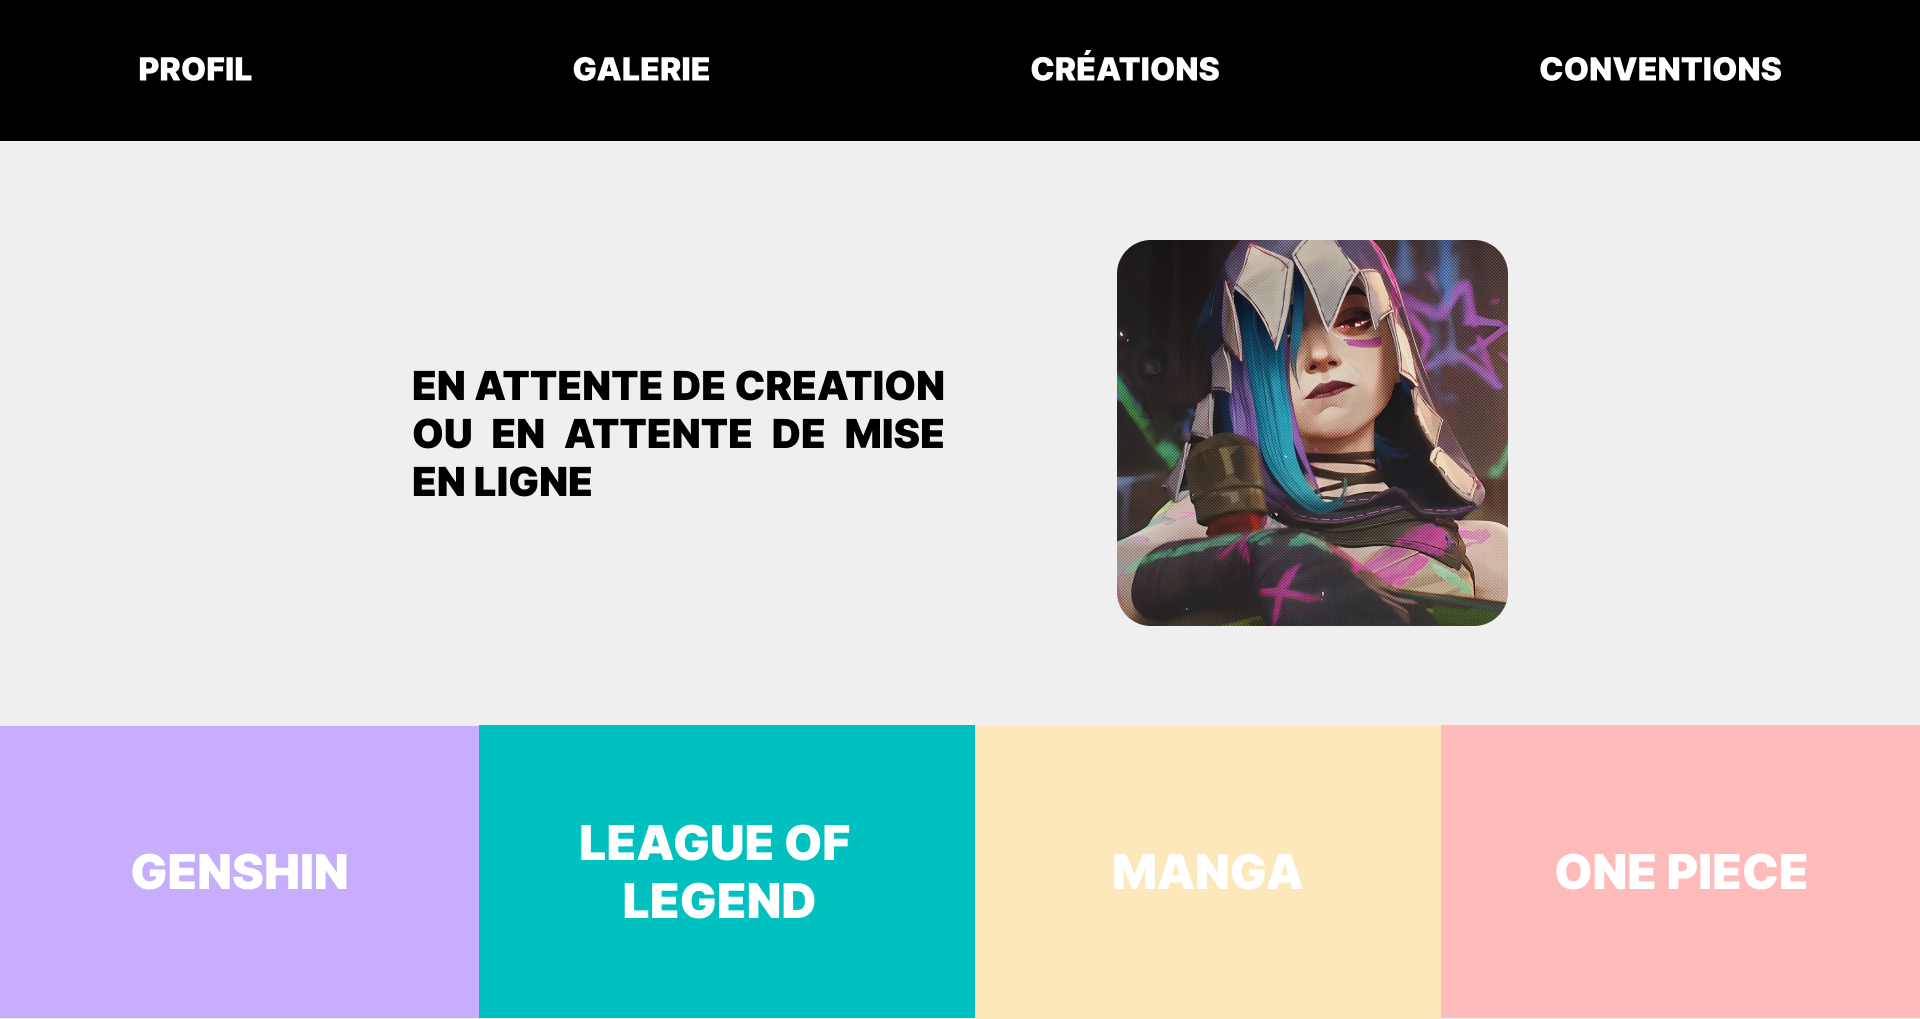 PROFIL
GALERIE
CRÉATIONS
CONVENTIONS
EN ATTENTE DE CREATION
OU EN ATTENTE DE MISE
EN LIGNE
GENSHIN
LEAGUE OF
LEGEND
MANGA
ONE PIECE